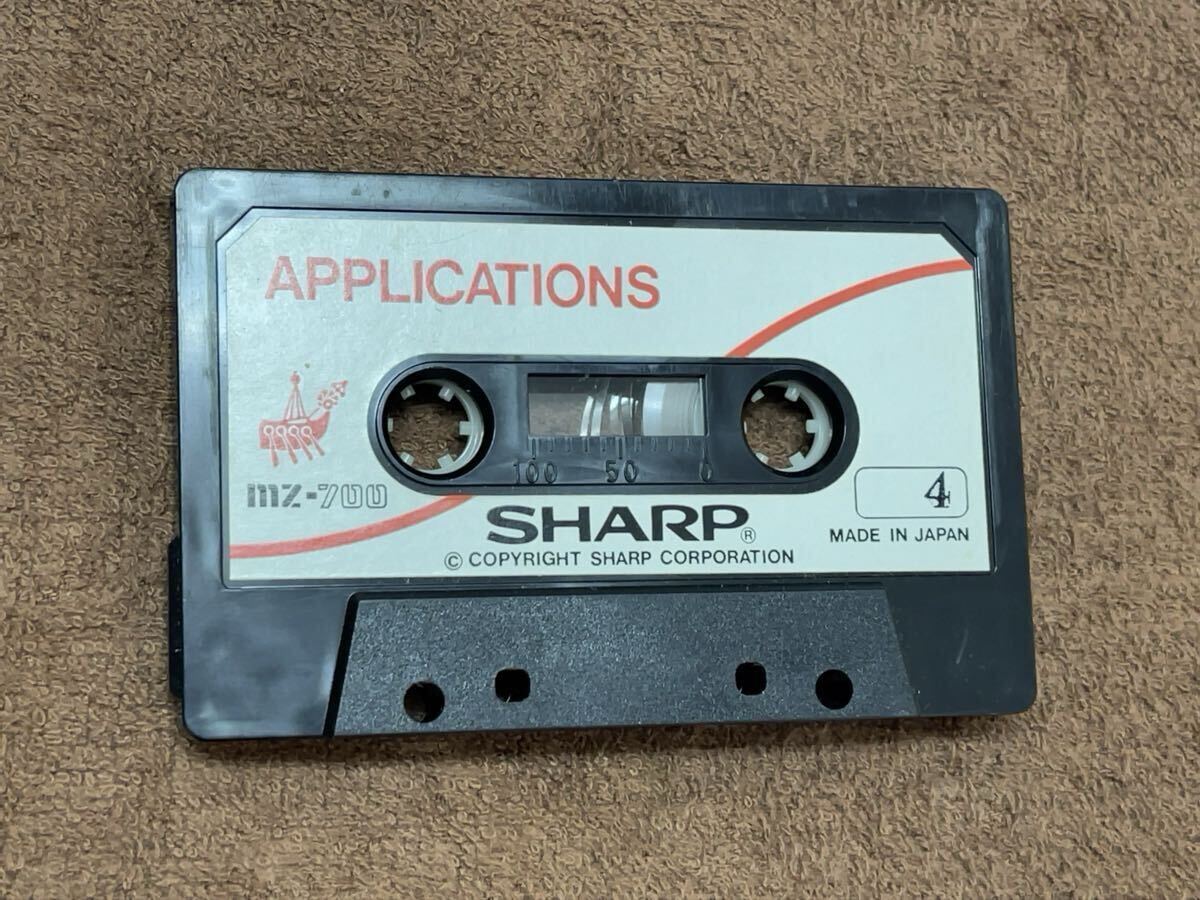 APPLICATIONS
100 50 0
mz-700
4
SHARP®
MADE IN JAPAN
© COPYRIGHT SHARP CORPORATION